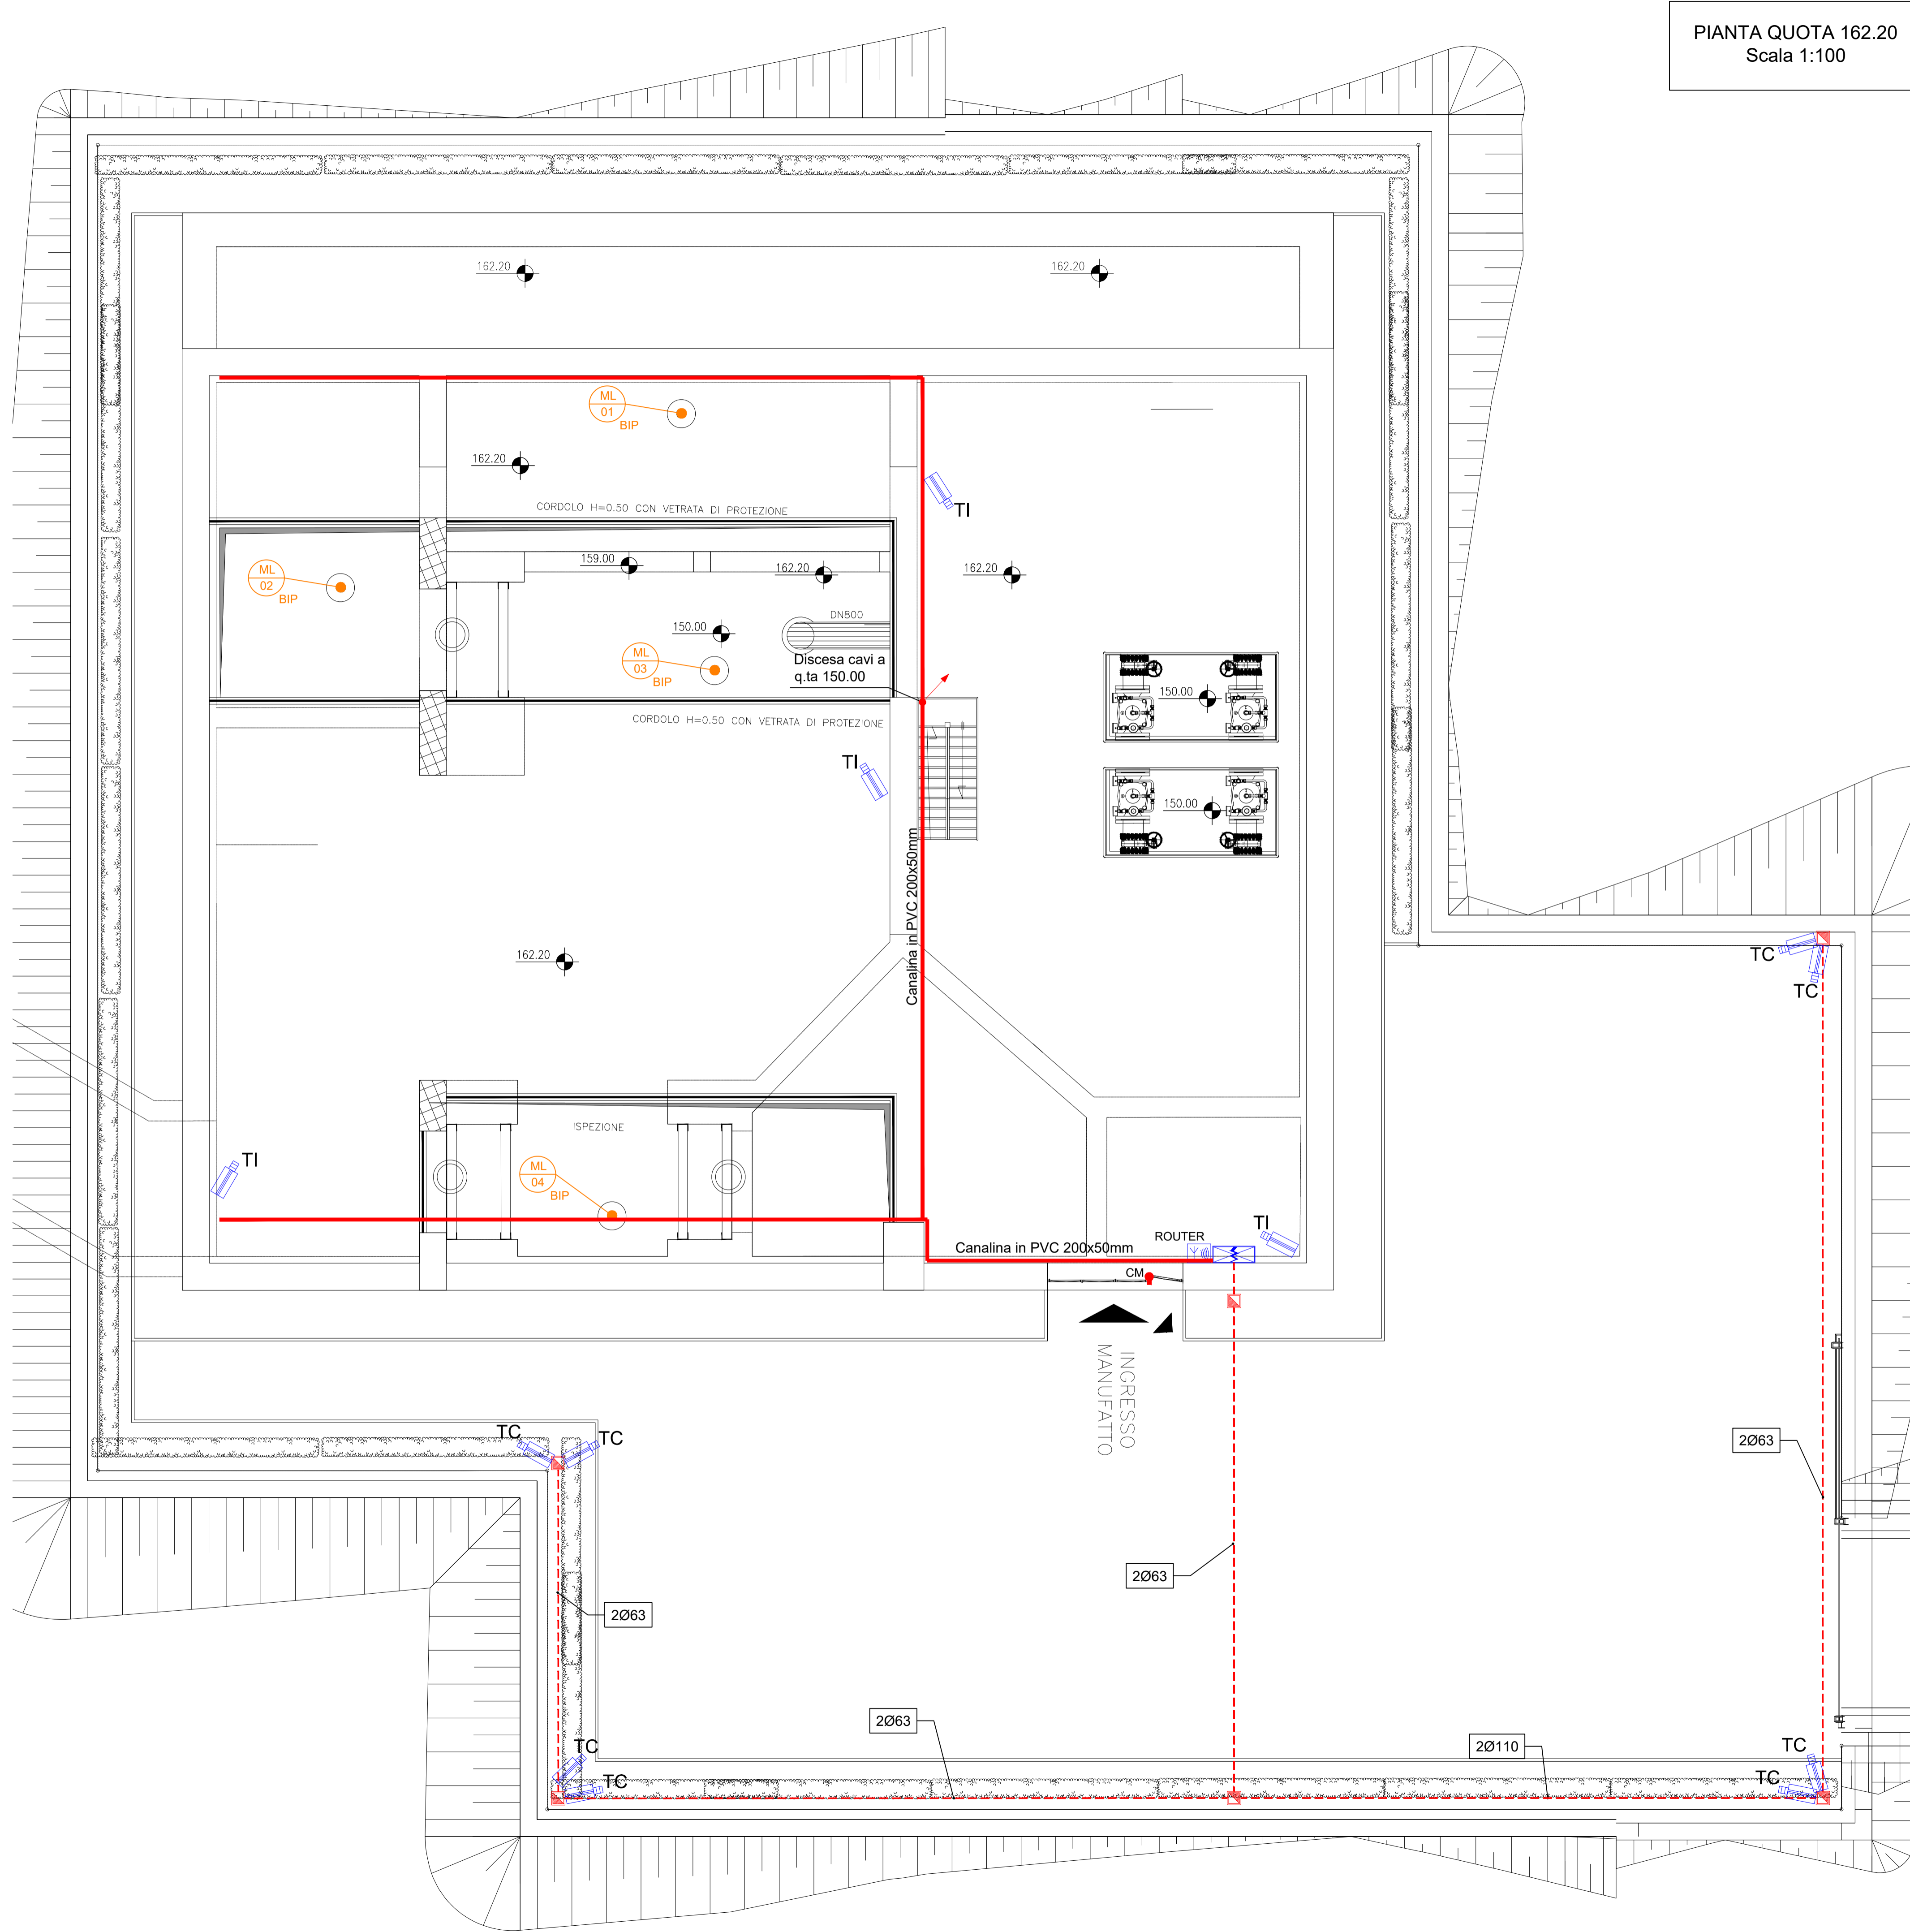 PIANTA QUOTA 162.20
Scala 1:100
162.20
162.20
ML
01
BIP
162.20
CORDOLO H=0.50 CON VETRATA DI PROTEZIONE
TI
ML
02
BIP
159.00
162.20
162.20
DN800
150.00
ML
03
BIP
Discesa cavi a
q.ta 150.00
150.00
CORDOLO H=0.50 CON VETRATA DI PROTEZIONE
TI
150.00
Canalina in PVC 200x50mm
162.20
TC
TC
ISPEZIONE
TI
ML
04
BIP
TI
ROUTER
Canalina in PVC 200x50mm
CM
INGRESSO
MANUFATTO
TC
TC
2Ø63
2Ø63
2Ø63
2Ø63
2Ø110
TC
TC
TC
TC